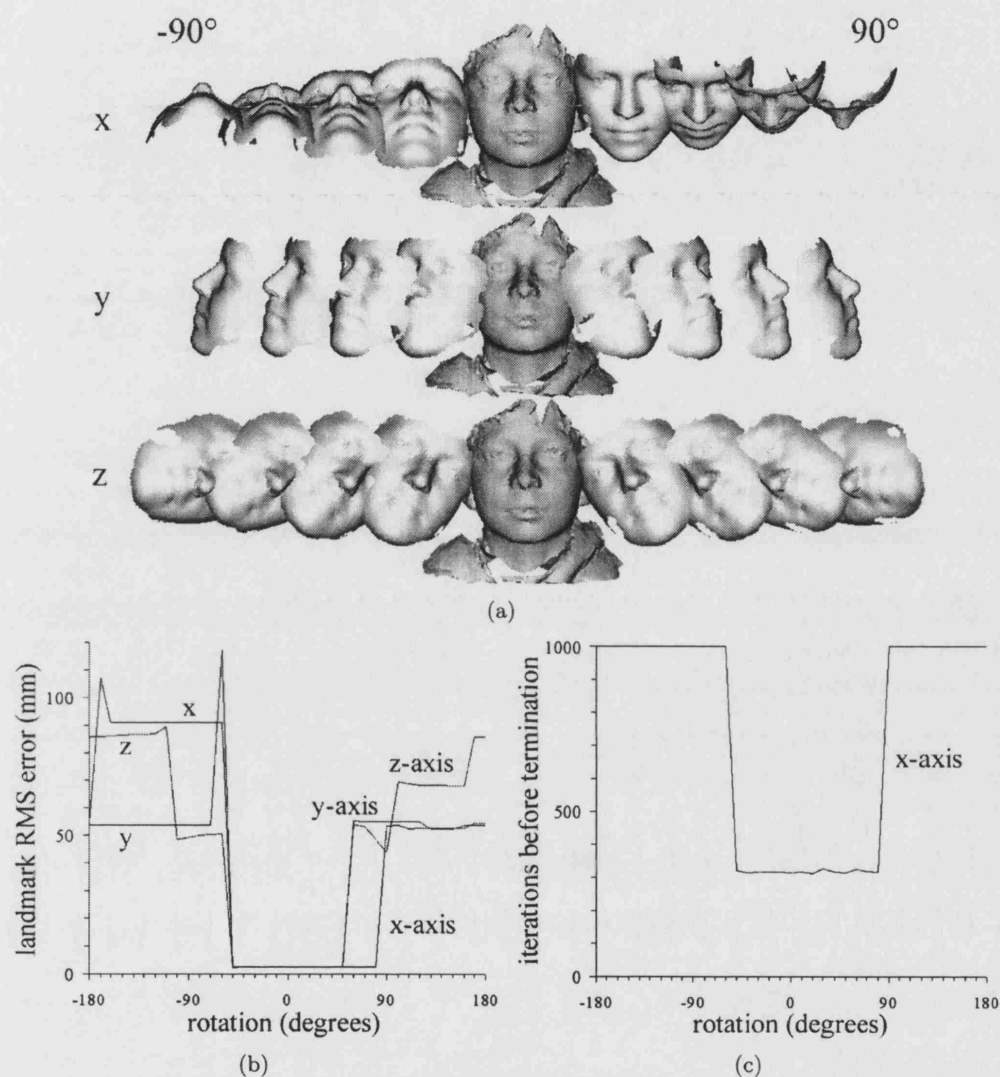 -90° 90°
x
y
z
(a)
landmark RMS error (mm)
100
50
0
x
z
y
z-axis
y-axis
x-axis
-180 -90 0 90 180
rotation (degrees)
(b)
iterations before termination
1000
500
0
x-axis
-180 -90 0 90 180
rotation (degrees)
(c)